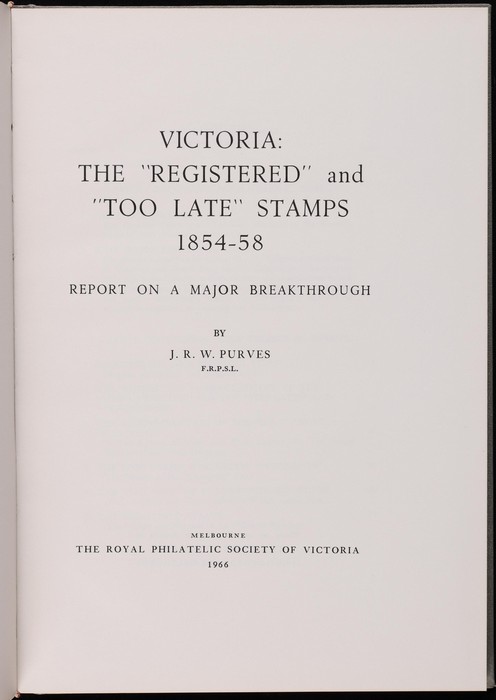 VICTORIA:
THE "REGISTERED" and
"TOO LATE" STAMPS
1854-58
REPORT ON A MAJOR BREAKTHROUGH
BY
J. R. W. PURVES
F.R.P.S.L.
MELBOURNE
THE ROYAL PHILATELIC SOCIETY OF VICTORIA
1966